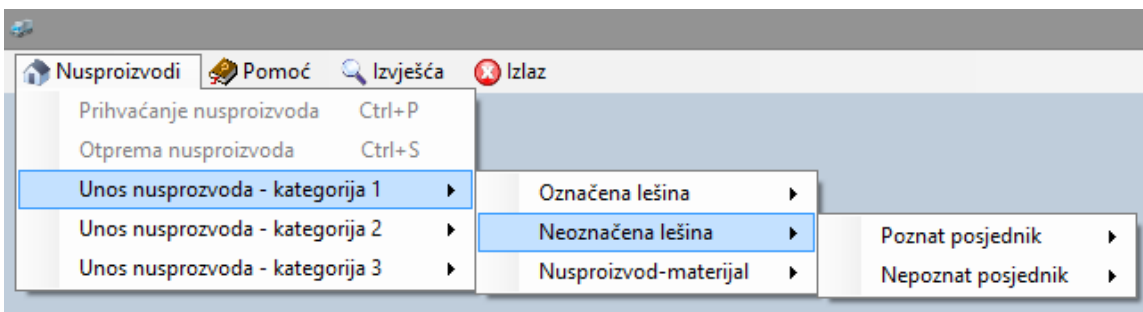 Nusproizvodi Pomoć Izvješća Izlaz
Prihvaćanje nusproizvoda Ctrl+P
Otprema nusproizvoda Ctrl+S
Unos nusprozvoda - kategorija 1
Unos nusprozvoda - kategorija 2
Unos nusprozvoda - kategorija 3
Označena lešina
Neoznačena lešina
Nusproizvod-materijal
Poznat posjednik
Nepoznat posjednik